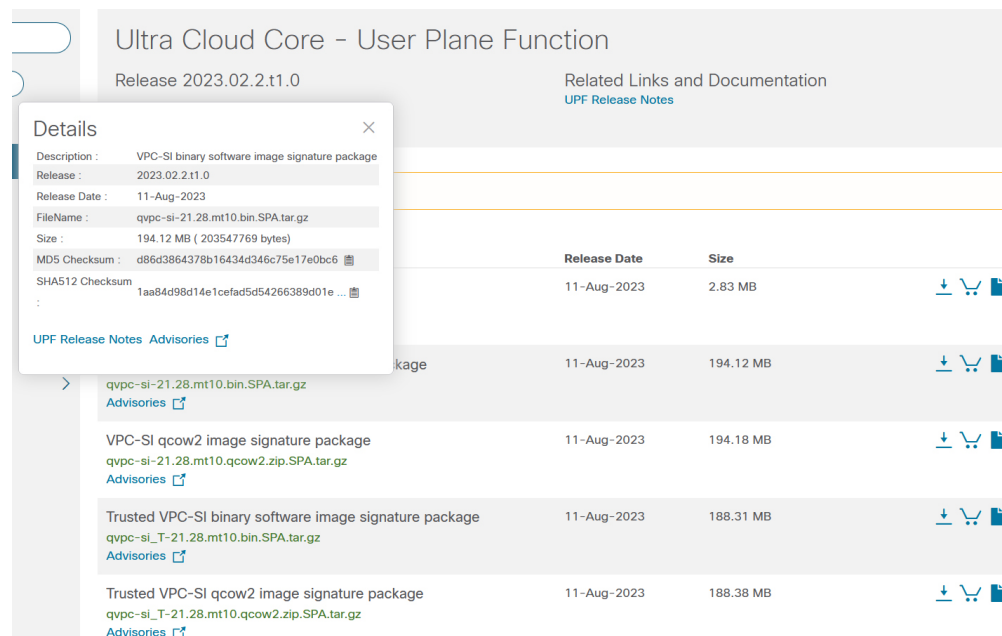 Ultra Cloud Core - User Plane Function
Release 2023.02.2.t1.0
Related Links and Documentation
UPF Release Notes
Details
Description : VPC-SI binary software image signature package
Release : 2023.02.2.t1.0
Release Date : 11-Aug-2023
FileName : qvpc-si-21.28.mt10.bin.SPA.tar.gz
Size : 194.12 MB ( 203547769 bytes)
MD5 Checksum : d86d3864378b16434d346c75e17e0bc6
SHA512 Checksum : 1aa84d98d14e1cefad5d54266389d01e ...
UPF Release Notes Advisories
Release Date Size
11-Aug-2023 2.83 MB
kage 11-Aug-2023 194.12 MB
qvpc-si-21.28.mt10.bin.SPA.tar.gz
Advisories
VPC-SI qcow2 image signature package 11-Aug-2023 194.18 MB
qvpc-si-21.28.mt10.qcow2.zip.SPA.tar.gz
Advisories
Trusted VPC-SI binary software image signature package 11-Aug-2023 188.31 MB
qvpc-si_T-21.28.mt10.bin.SPA.tar.gz
Advisories
Trusted VPC-SI qcow2 image signature package 11-Aug-2023 188.38 MB
qvpc-si_T-21.28.mt10.qcow2.zip.SPA.tar.gz
Advisories